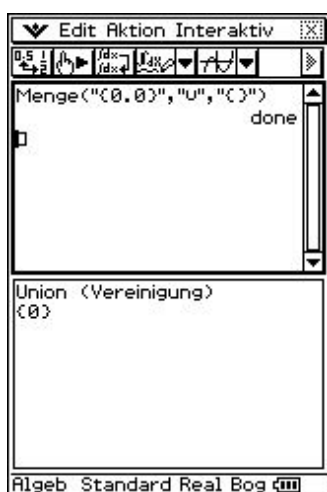 Edit Aktion Interaktiv
Menge("{0.0}","∪","{}")
done
Union (Vereinigung)
{0}
Algeb Standard Real Bog